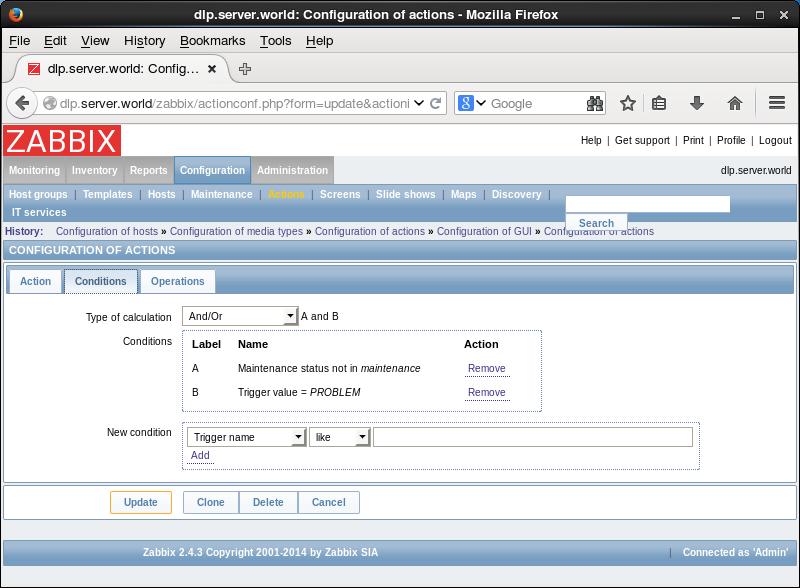 dlp.server.world: Configuration of actions - Mozilla Firefox
File Edit View History Bookmarks Tools Help
dlp.server.world: Config...
dlp.server.world/zabbix/actionconf.php?form=update&actioni
Google
ZABBIX
Help | Get support | Print | Profile | Logout
Monitoring Inventory Reports Configuration Administration
dlp.server.world
Host groups | Templates | Hosts | Maintenance | Actions | Screens | Slide shows | Maps | Discovery |
IT services
Search
History: Configuration of hosts » Configuration of media types » Configuration of actions » Configuration of GUI » Configuration of actions
CONFIGURATION OF ACTIONS
Action Conditions Operations
Type of calculation And/Or A and B
Conditions
Label Name Action
A Maintenance status not in maintenance Remove
B Trigger value = PROBLEM Remove
New condition
Trigger name like
Add
Update Clone Delete Cancel
Zabbix 2.4.3 Copyright 2001-2014 by Zabbix SIA
| Connected as 'Admin'